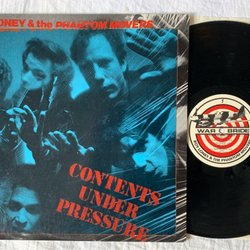 ONEY & the PHANTOM MOVERS
CONTENTS
UNDER
PRESSURE
WAR BRIDE